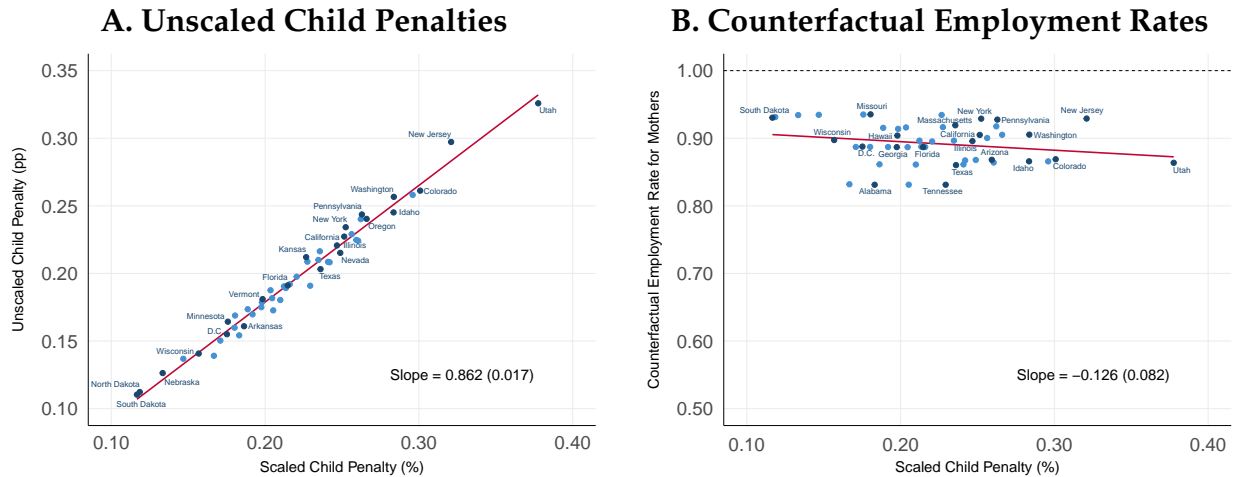 A. Unscaled Child Penalties
Unscaled Child Penalty (pp)
0.35
0.30
0.25
0.20
0.15
0.10
Utah
New Jersey
Washington
Colorado
Pennsylvania
Idaho
New York
Oregon
California
Illinois
Kansas
Nevada
Texas
Florida
Vermont
Minnesota
Arkansas
D.C.
Wisconsin
Nebraska
North Dakota
South Dakota
Slope = 0.862 (0.017)
0.10 0.20 0.30 0.40
Scaled Child Penalty (%)
B. Counterfactual Employment Rates
Counterfactual Employment Rate for Mothers
1.00
0.90
0.80
0.70
0.60
0.50
South Dakota
Missouri
New York
New Jersey
Massachusetts
Pennsylvania
Wisconsin
Hawaii
California
Washington
D.C.
Georgia
Florida
Illinois
Arizona
Texas
Idaho
Colorado
Utah
Alabama
Tennessee
Slope = −0.126 (0.082)
0.10 0.20 0.30 0.40
Scaled Child Penalty (%)